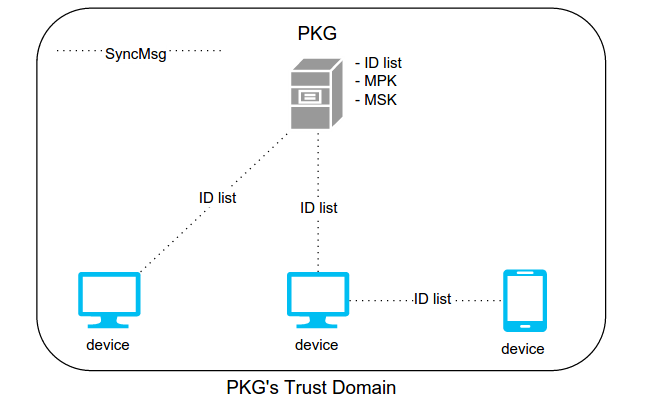 PKG
SyncMsg
- ID list
- MPK
- MSK
ID list
ID list
ID list
device
device
device
PKG's Trust Domain